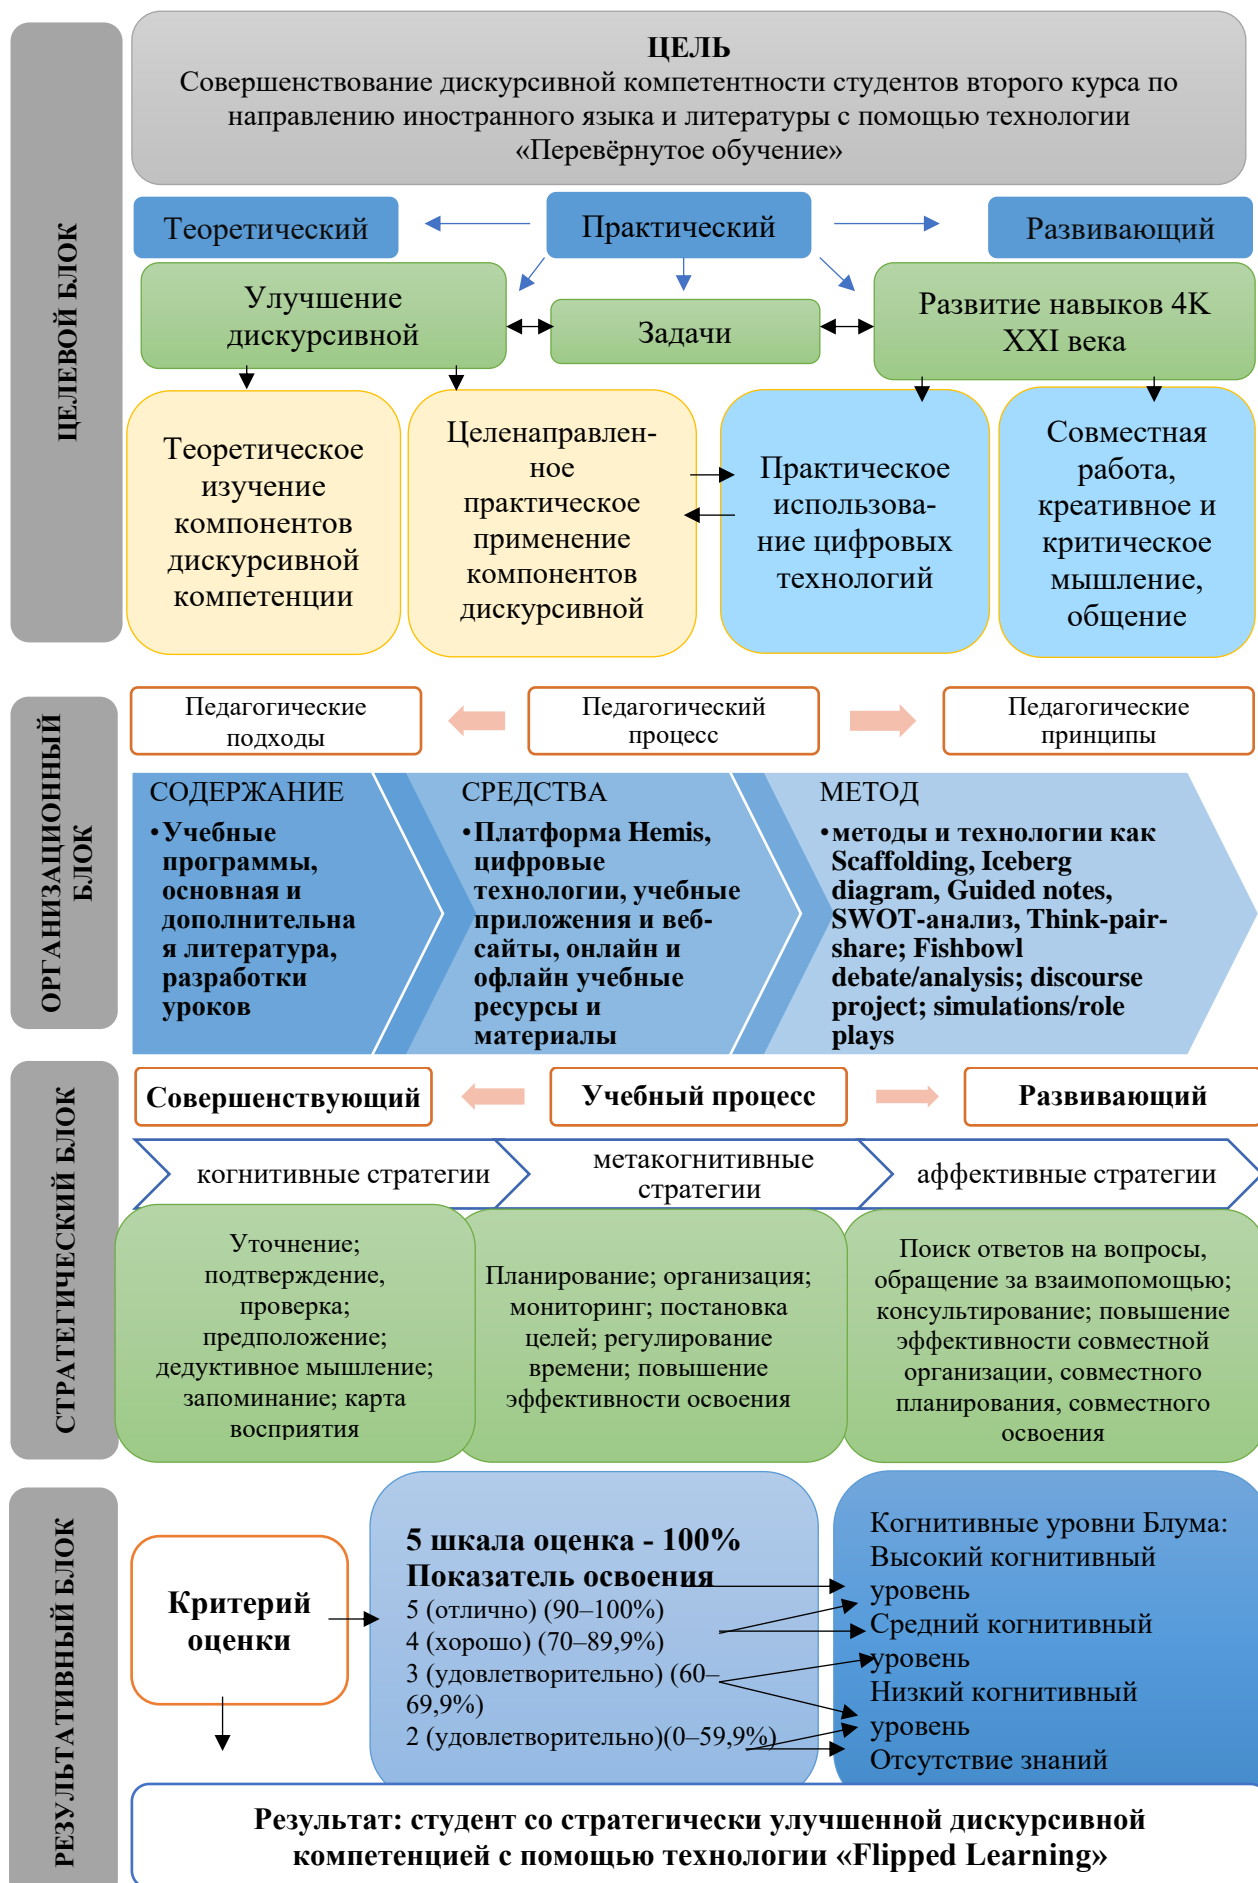 ЦЕЛЕВОЙ БЛОК
ЦЕЛЬ
Совершенствование дискурсивной компетентности студентов второго курса по
направлению иностранного языка и литературы с помощью технологии
«Перевёрнутое обучение»
Теоретический
Практический
Развивающий
Улучшение
дискурсивной
Задачи
Развитие навыков 4К
XXI века
Теоретическое
изучение
компонентов
дискурсивной
компетенции
Целенаправлен-
ное
практическое
применение
компонентов
дискурсивной
Практическое
использова-
ние цифровых
технологий
Совместная
работа,
креативное и
критическое
мышление,
общение
ОРГАНИЗАЦИОННЫЙ
БЛОК
Педагогические
подходы
Педагогический
процесс
Педагогические
принципы
СОДЕРЖАНИЕ
•Учебные
программы,
основная и
дополнительна
я литература,
разработки
уроков
СРЕДСТВА
•Платформа Hemis,
цифровые
технологии, учебные
приложения и веб-
сайты, онлайн и
офлайн учебные
ресурсы и
материалы
МЕТОД
•методы и технологии как
Scaffolding, Iceberg
diagram, Guided notes,
SWOT-анализ, Think-pair-
share; Fishbowl
debate/analysis; discourse
project; simulations/role
plays
СТРАТЕГИЧЕСКИЙ БЛОК
Совершенствующий
Учебный процесс
Развивающий
когнитивные стратегии
метакогнитивные
стратегии
аффективные стратегии
Уточнение;
подтверждение,
проверка;
предположение;
дедуктивное мышление;
запоминание; карта
восприятия
Планирование; организация;
мониторинг; постановка
целей; регулирование
времени; повышение
эффективности освоения
Поиск ответов на вопросы,
обращение за взаимопомощью;
консультирование; повышение
эффективности совместной
организации, совместного
планирования, совместного
освоения
РЕЗУЛЬТАТИВНЫЙ БЛОК
Критерий
оценки
5 шкала оценка - 100%
Показатель освоения
5 (отлично) (90–100%)
4 (хорошо) (70–89,9%)
3 (удовлетворительно) (60–
69,9%)
2 (удовлетворительно)(0–59,9%)
Когнитивные уровни Блума:
Высокий когнитивный
уровень
Средний когнитивный
уровень
Низкий когнитивный
уровень
Отсутствие знаний
Результат: студент со стратегически улучшенной дискурсивной
компетенцией с помощью технологии «Flipped Learning»